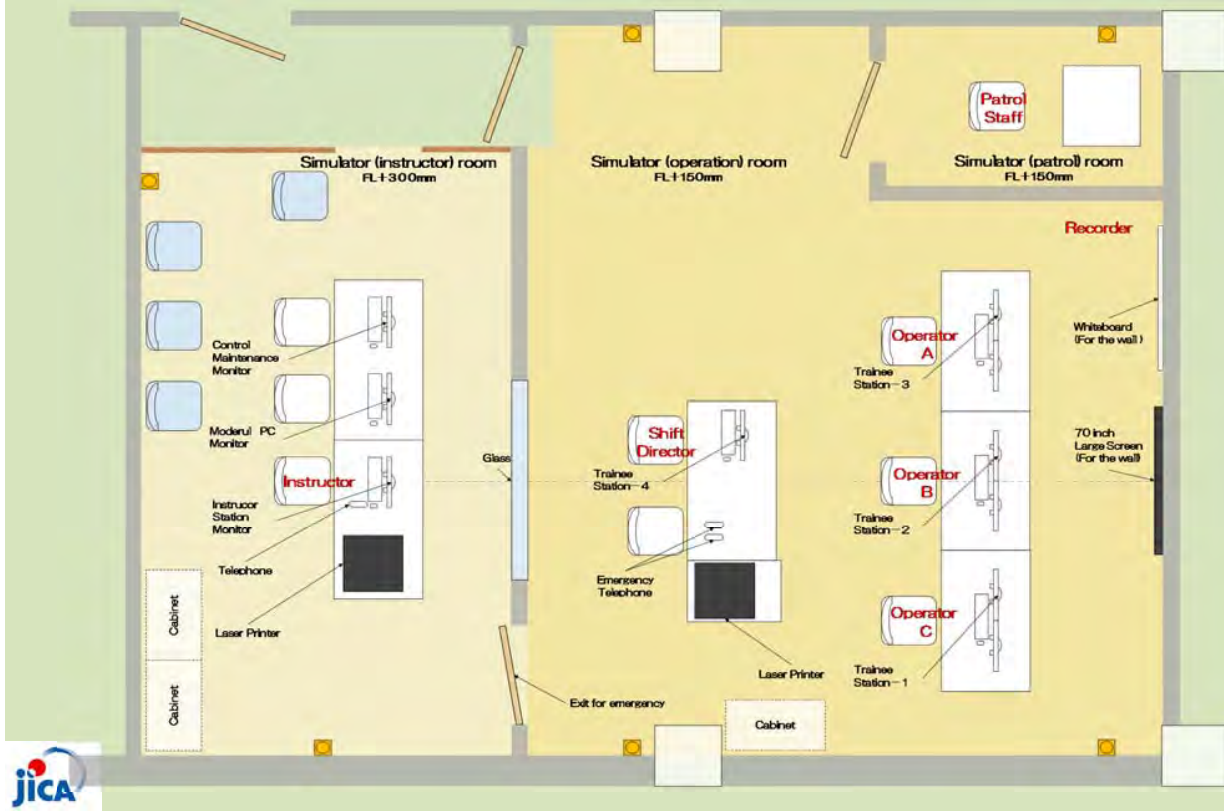 Patrol
Staff
Simulator (instructor) room
FL+300mm
Simulator (operation) room
FL+150mm
Simulator (patrol) room
FL+150mm
Recorder
Whiteboard
(For the wall)
Control
Maintenance
Monitor
Operator
A
Trainee
Station-3
Moderul PC
Monitor
Glass
Shift
Director
Trainee
Station-4
70 inch
Large Screen
(For the wall)
Instructor
Instrucor
Station
Monitor
Operator
B
Trainee
Station-2
Telephone
Emergency
Telephone
Cabinet
Laser Printer
Operator
C
Trainee
Station-1
Laser Printer
Cabinet
Exit for emergency
Cabinet
jICA